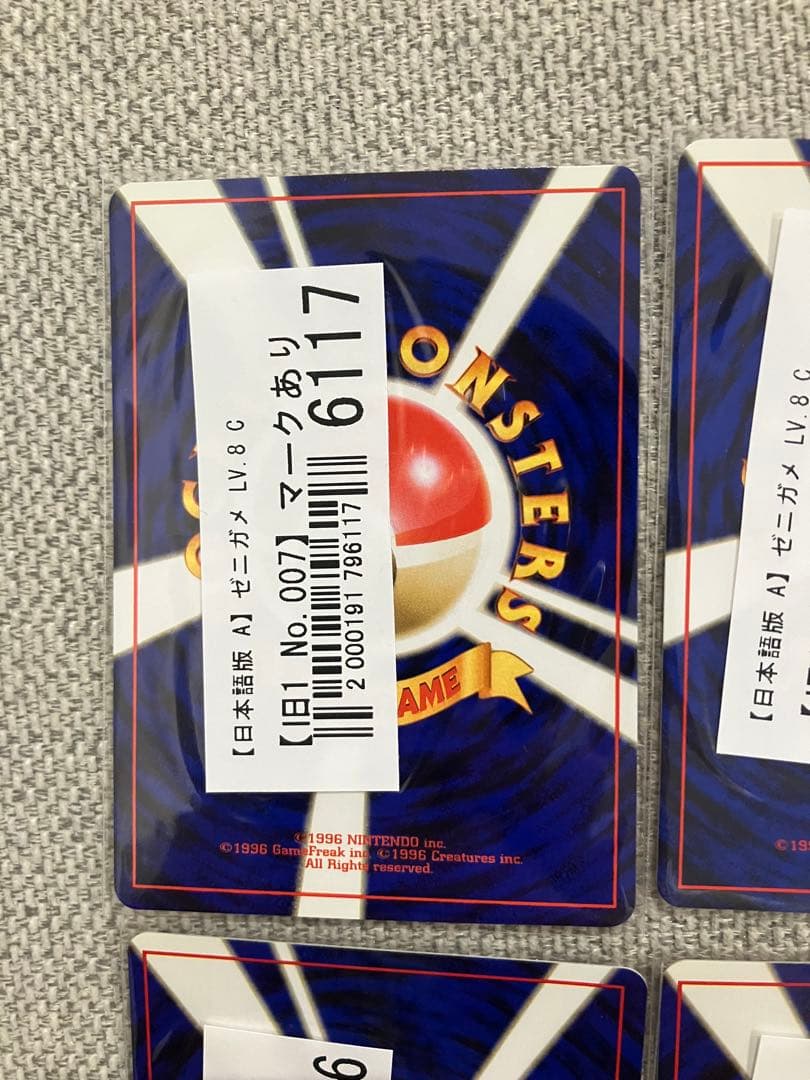 【日本語版 A】ゼニガメ LV.8 C
【旧1 No.007】マークあり
2 000191 796117
6117
ONSTERS
GAME
©1996 NINTENDO inc.
©1996 GameFreak inc. ©1996 Creatures inc.
All Rights reserved.
【日本語版 A】ゼニガメ LV.8 C
©19